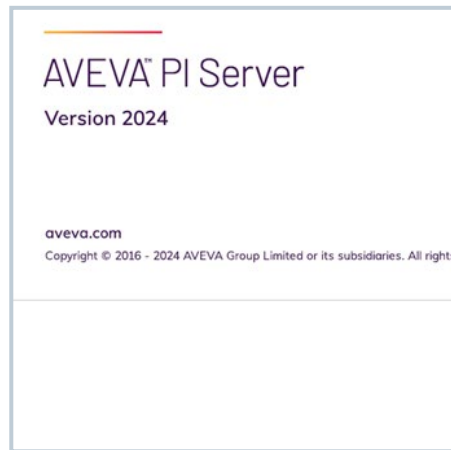 AVEVA™ PI Server
Version 2024
aveva.com
Copyright © 2016 - 2024 AVEVA Group Limited or its subsidiaries. All rights